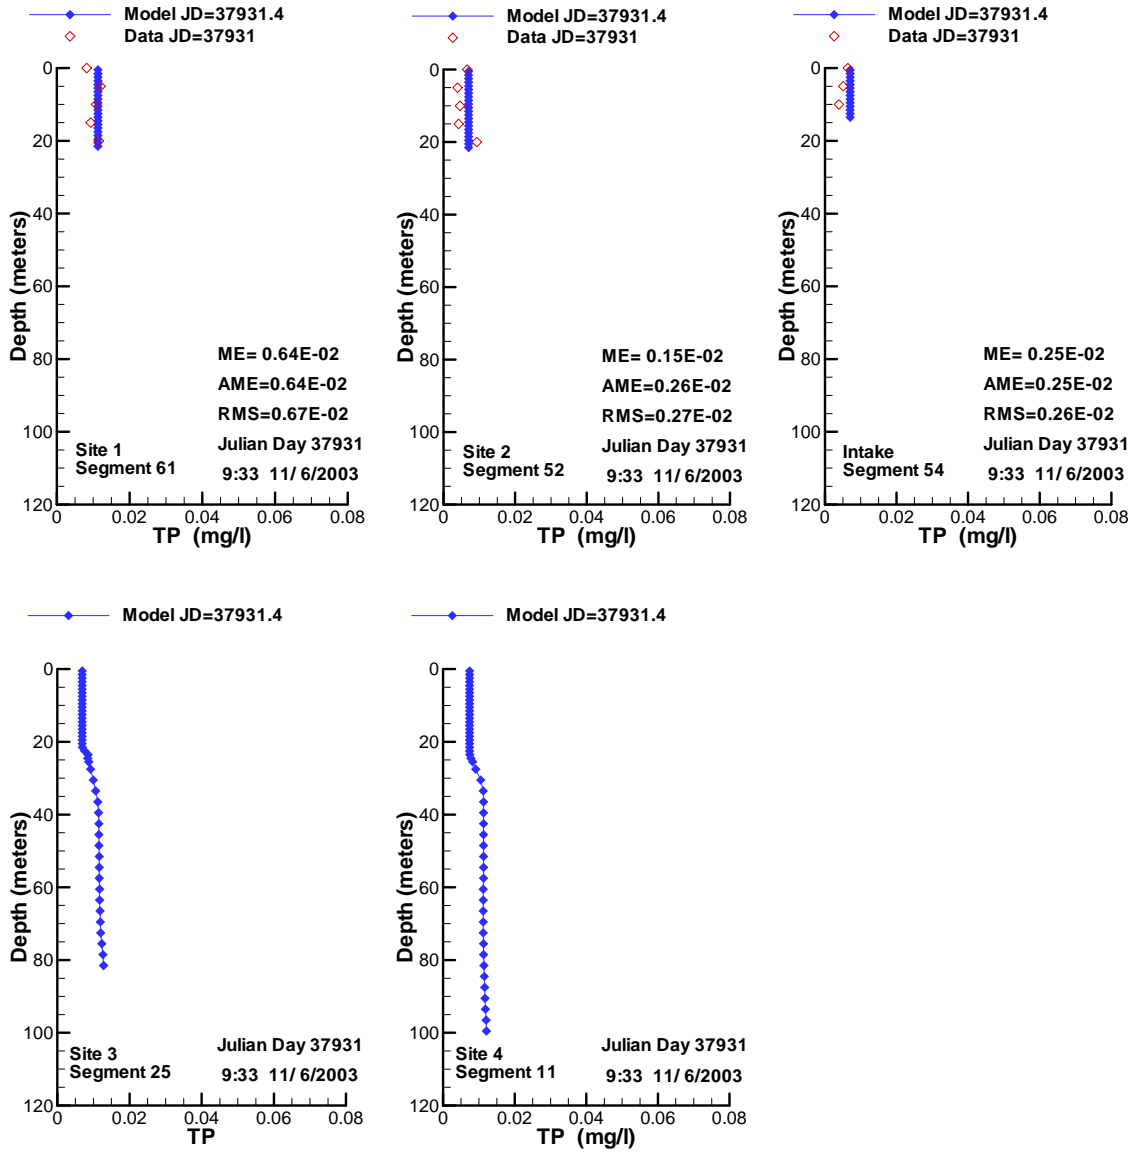 Model JD=37931.4
Data JD=37931
0
20
40
60
80
100
120
Depth (meters)
ME= 0.64E-02
AME=0.64E-02
RMS=0.67E-02
Julian Day 37931
9:33 11/ 6/2003
Site 1
Segment 61
0 0.02 0.04 0.06 0.08
TP (mg/l)
Model JD=37931.4
Data JD=37931
0
20
40
60
80
100
120
Depth (meters)
ME= 0.15E-02
AME=0.26E-02
RMS=0.27E-02
Julian Day 37931
9:33 11/ 6/2003
Site 2
Segment 52
0 0.02 0.04 0.06 0.08
TP (mg/l)
Model JD=37931.4
Data JD=37931
0
20
40
60
80
100
120
Depth (meters)
ME= 0.25E-02
AME=0.25E-02
RMS=0.26E-02
Julian Day 37931
9:33 11/ 6/2003
Intake
Segment 54
0 0.02 0.04 0.06 0.08
TP (mg/l)
Model JD=37931.4
0
20
40
60
80
100
120
Depth (meters)
Julian Day 37931
9:33 11/ 6/2003
Site 3
Segment 25
0 0.02 0.04 0.06 0.08
TP
Model JD=37931.4
0
20
40
60
80
100
120
Depth (meters)
Julian Day 37931
9:33 11/ 6/2003
Site 4
Segment 11
0 0.02 0.04 0.06 0.08
TP (mg/l)